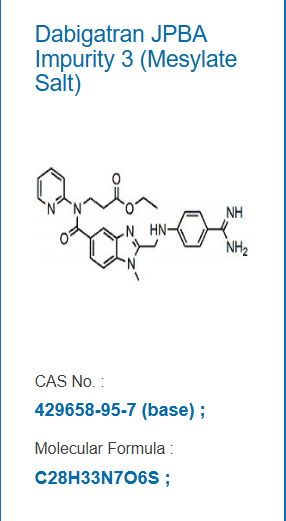 Dabigatran JPBA
Impurity 3 (Mesylate
Salt)
O
O
N
N
O
N
N
HN
NH
NH2
CAS No. :
429658-95-7 (base) ;
Molecular Formula :
C28H33N7O6S ;